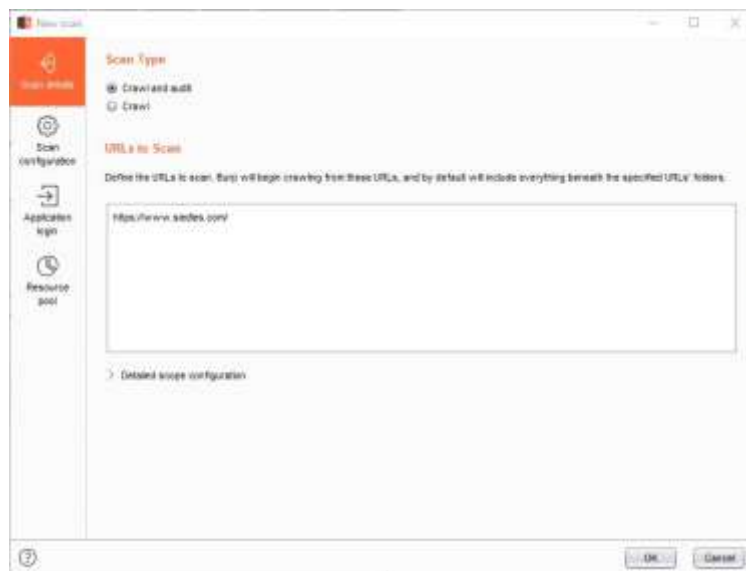 New scan
Scan details
Scan
configuration
Application
login
Resource
pool
Scan Type
Crawl and audit
Crawl
URLs to Scan
Define the URLs to scan. Burp will begin crawling from these URLs, and by default will include everything beneath the specified URLs' folders.
Detailed scope configuration
OK
Cancel